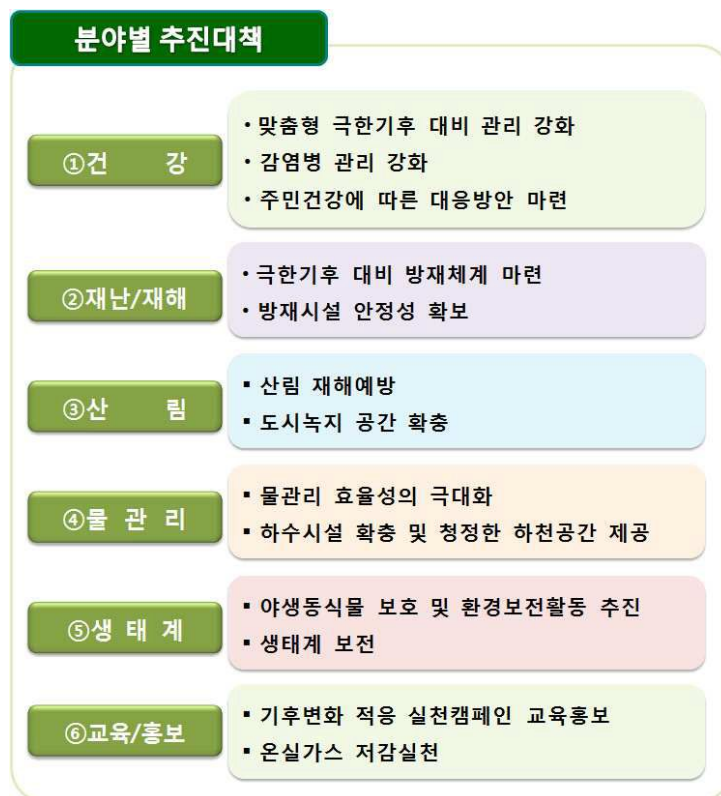 분야별 추진대책
①건 강
• 맞춤형 극한기후 대비 관리 강화
• 감염병 관리 강화
• 주민건강에 따른 대응방안 마련
②재난/재해
• 극한기후 대비 방재체계 마련
• 방재시설 안정성 확보
③산 림
▪ 산림 재해예방
▪ 도시녹지 공간 확충
④물 관 리
▪ 물관리 효율성의 극대화
▪ 하수시설 확충 및 청정한 하천공간 제공
⑤생 태 계
▪ 야생동식물 보호 및 환경보전활동 추진
▪ 생태계 보전
⑥교육/홍보
▪ 기후변화 적응 실천캠페인 교육홍보
▪ 온실가스 저감실천